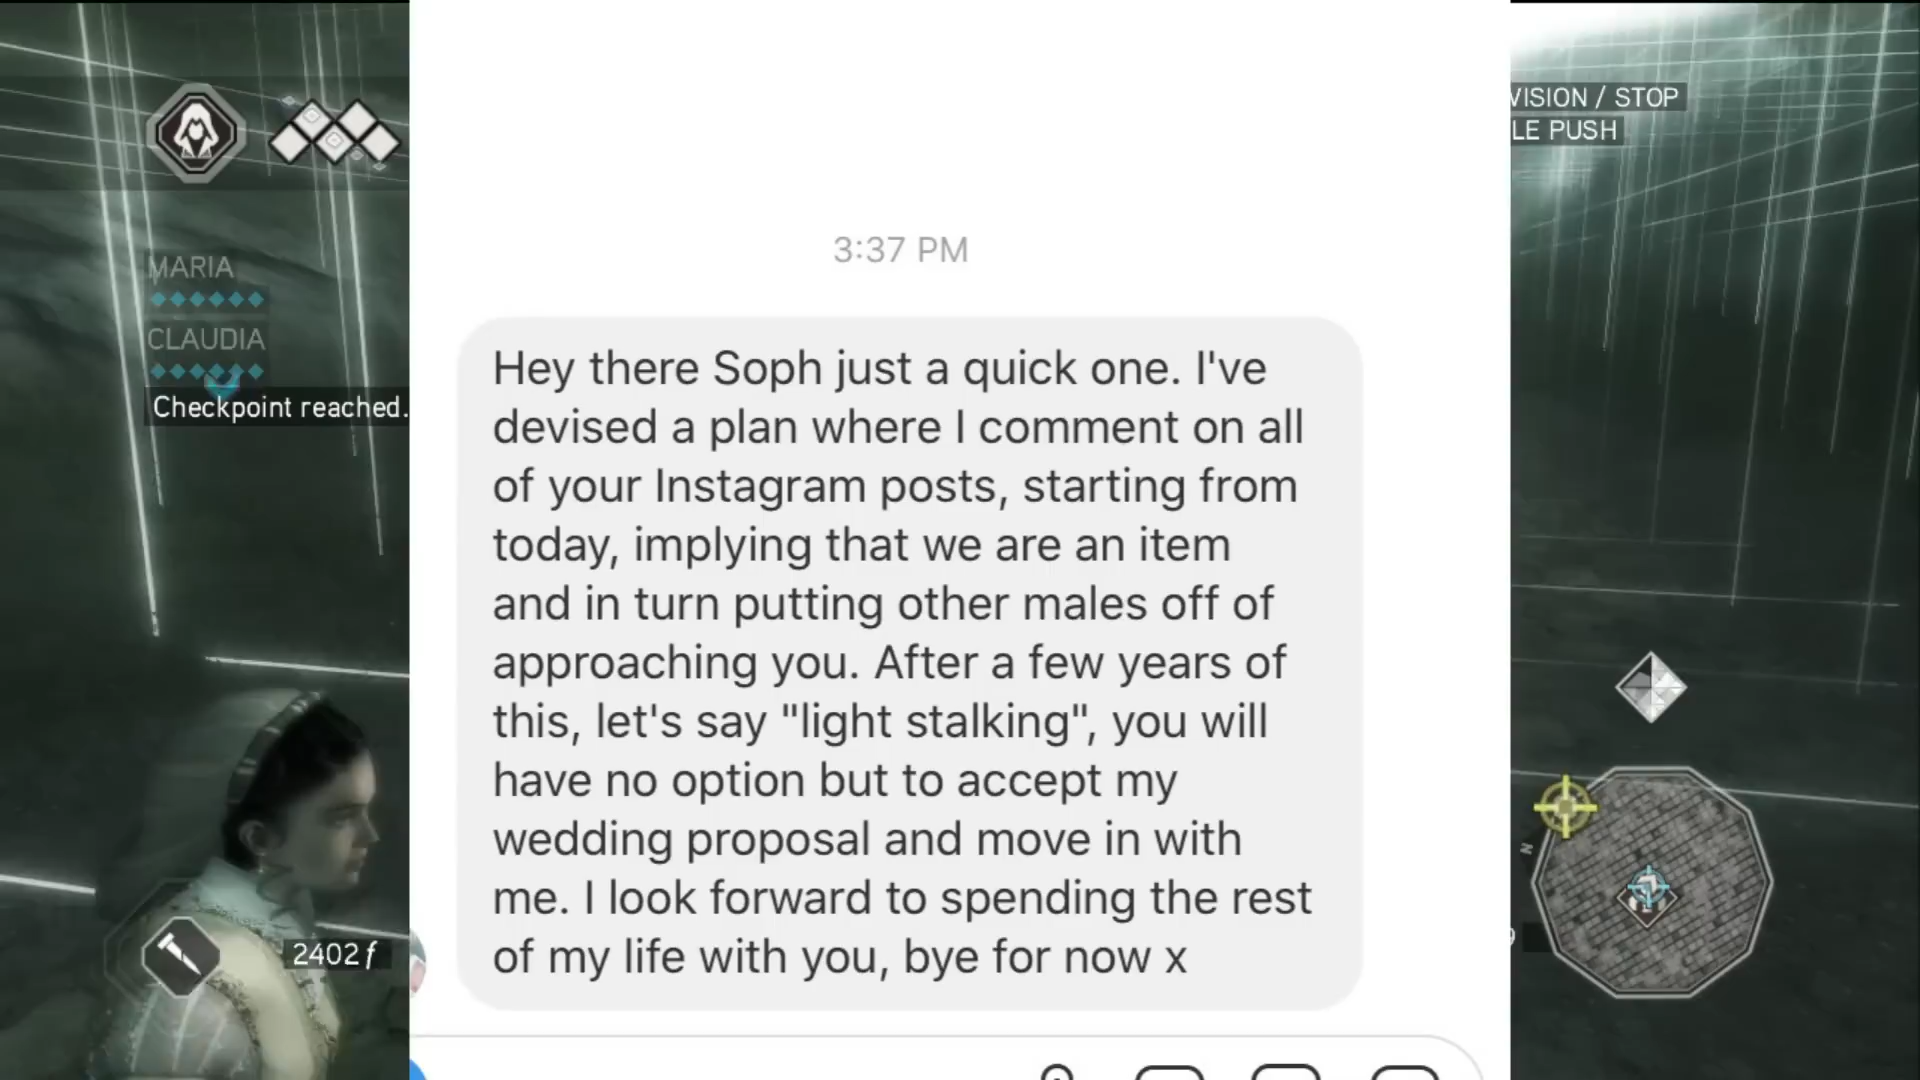 MARIA
CLAUDIA
Checkpoint reached.
2402 f
3:37 PM
Hey there Soph just a quick one. I've
devised a plan where I comment on all
of your Instagram posts, starting from
today, implying that we are an item
and in turn putting other males off of
approaching you. After a few years of
this, let's say "light stalking", you will
have no option but to accept my
wedding proposal and move in with
me. I look forward to spending the rest
of my life with you, bye for now x
VISION / STOP
LE PUSH
N